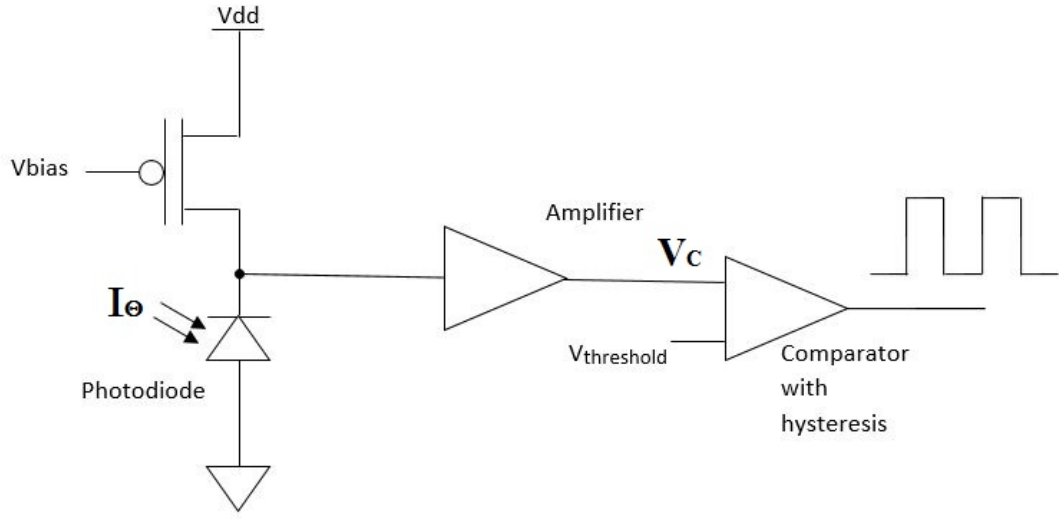 Vdd
Vbias
Amplifier
VC
IΘ
Vthreshold
Comparator
with
hysteresis
Photodiode